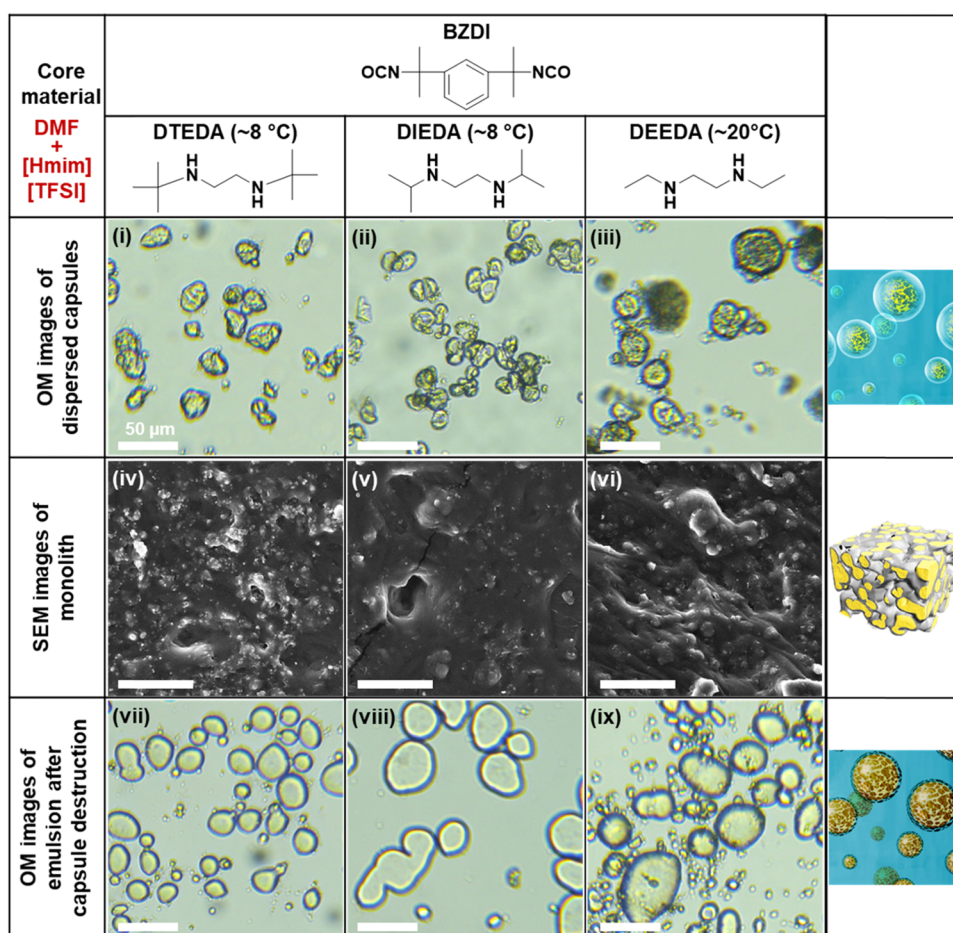 BZDI
OCN
NCO
Core
material
DMF
+
[Hmim]
[TFSI]
DTEDA (~8 °C)
H
N
N
H
DIEDA (~8 °C)
H
N
N
H
DEEDA (~20°C)
H
N
N
H
OM images of
dispersed capsules
(i)
50 µm
(ii)
(iii)
SEM images of
monolith
(iv)
(v)
(vi)
OM images of
emulsion after
capsule destruction
(vii)
(viii)
(ix)